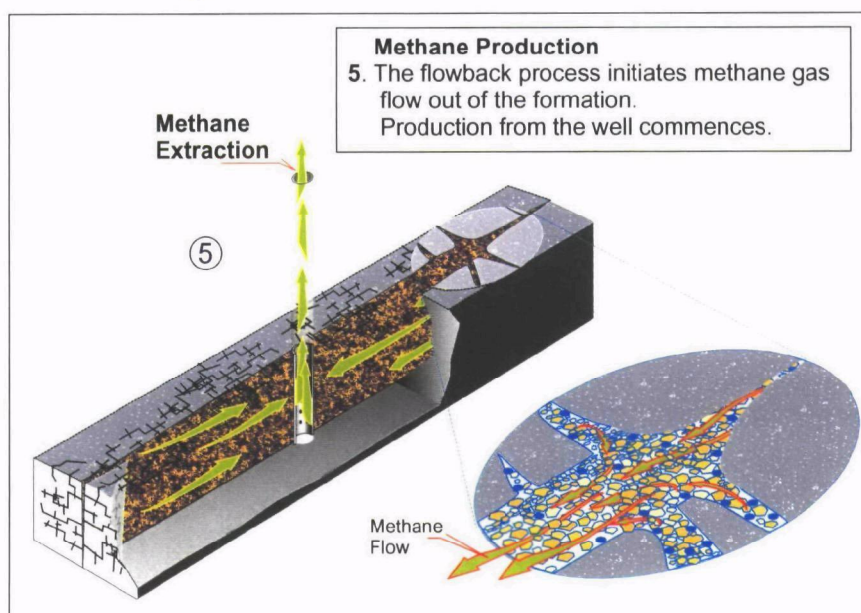 Methane Production
5. The flowback process initiates methane gas
flow out of the formation.
Production from the well commences.
Methane
Extraction
5
Methane
Flow